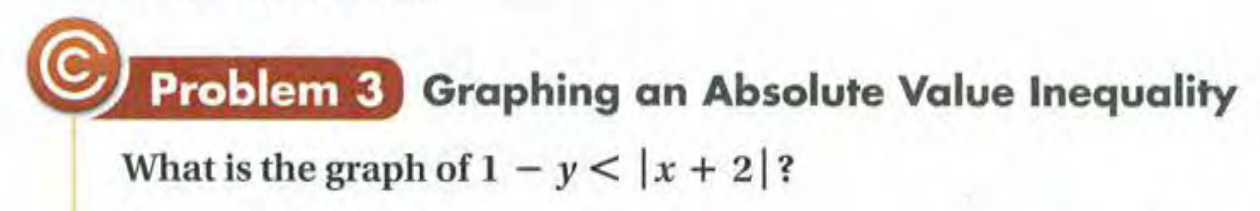 © Problem 3 Graphing an Absolute Value Inequality
What is the graph of 1 − y < |x + 2|?